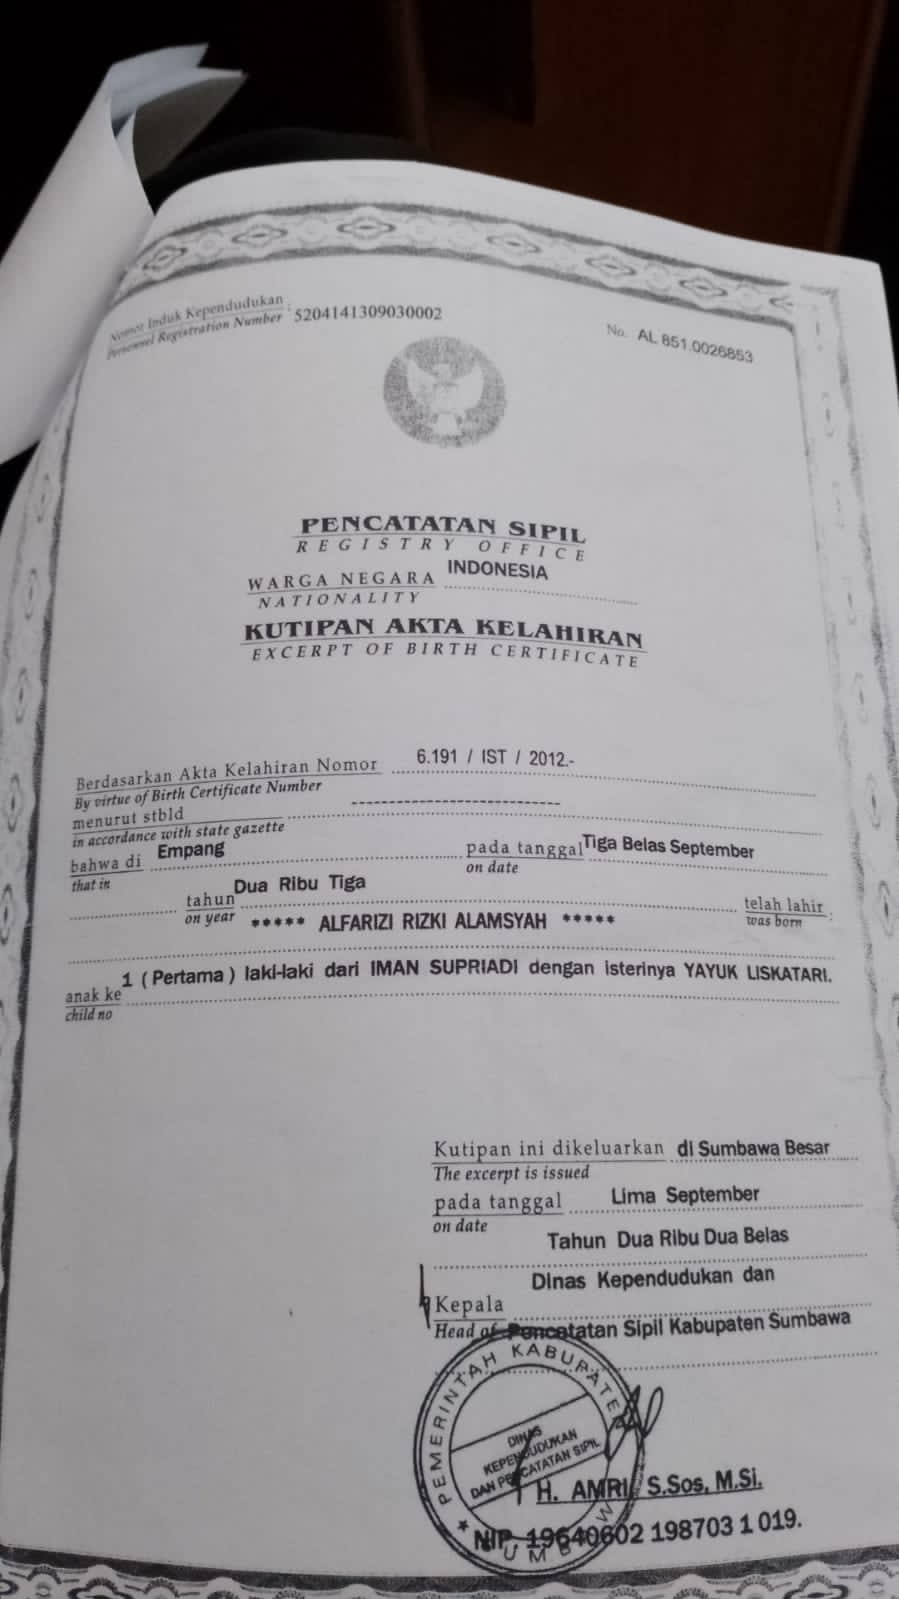 Nomor Induk Kependudukan : 5204141309030002
Personnel Registration Number
No. AL 851.0026853
PENCATATAN SIPIL
REGISTRY OFFICE
WARGA NEGARA INDONESIA
NATIONALITY
KUTIPAN AKTA KELAHIRAN
EXCERPT OF BIRTH CERTIFICATE
Berdasarkan Akta Kelahiran Nomor 6.191 / IST / 2012.-
By virtue of Birth Certificate Number
menurut stbld ----------------------------
in accordance with state gazette
bahwa di Empang pada tanggal Tiga Belas September
that in on date
tahun Dua Ribu Tiga telah lahir :
on year was born
***** ALFARIZI RIZKI ALAMSYAH *****
anak ke 1 ( Pertama ) laki-laki dari IMAN SUPRIADI dengan isterinya YAYUK LISKATARI.
child no
Kutipan ini dikeluarkan di Sumbawa Besar
The excerpt is issued
pada tanggal Lima September
on date
Tahun Dua Ribu Dua Belas
Kepala Dinas Kependudukan dan
Head of Pencatatan Sipil Kabupaten Sumbawa
PEMERINTAH KABUPATEN
DINAS
KEPENDUDUKAN
DAN PENCATATAN SIPIL
H. AMRI, S.Sos, M.Si.
NIP. 19640602 198703 1 019.